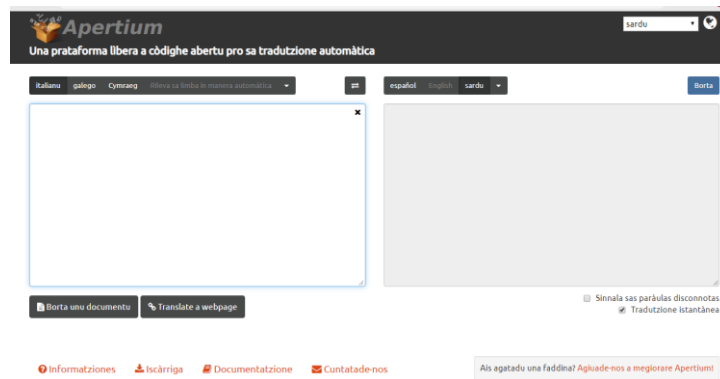 Apertium
sardu
Una prataforma lìbera a còdighe abertu pro sa tradutzione automàtica
italianu galego Cymraeg Rileva sa limba in manera automàtica
español English sardu
Borta
Borta unu documentu
Translate a webpage
Sinnala sas paràulas disconnotas
Tradutzione istantànea
Informatziones Iscàrriga Documentatzione Cuntatade-nos
Ais agatadu una faddina? Agiuade-nos a megiorare Apertium!